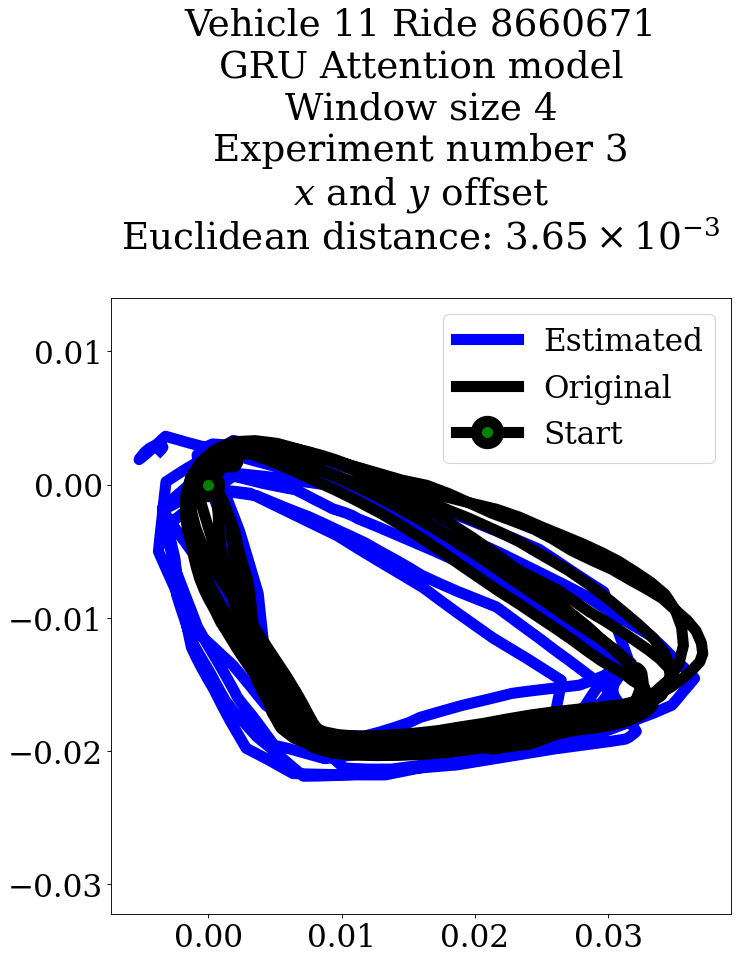 Vehicle 11 Ride 8660671
GRU Attention model
Window size 4
Experiment number 3
x and y offset
Euclidean distance: 3.65 × 10⁻³
Estimated
Original
Start
0.01
0.00
−0.01
−0.02
−0.03
0.00 0.01 0.02 0.03